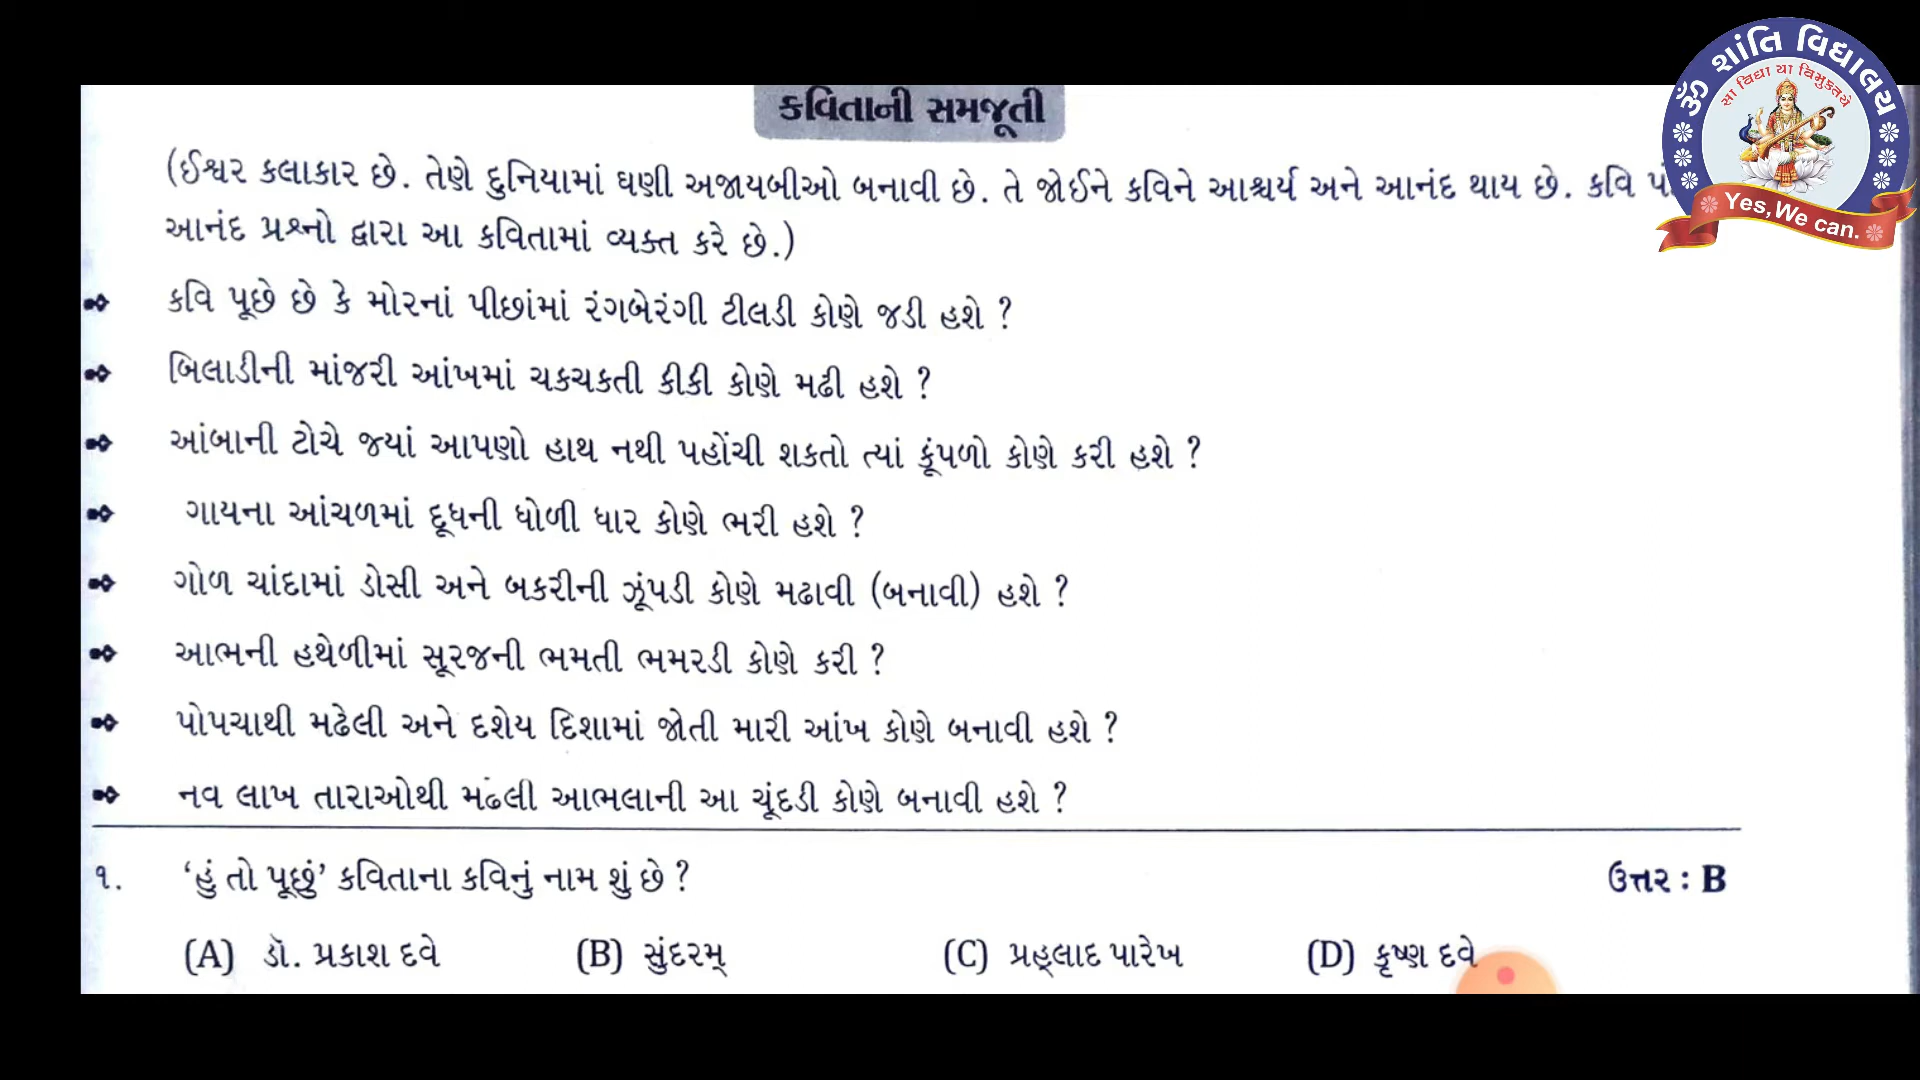 કવિતાની સમજૂતી
(ઈશ્વર કલાકાર છે. તેણે દુનિયામાં ઘણી અજાયબીઓ બનાવી છે. તે જોઈને કવિને આશ્ચર્ય અને આનંદ થાય છે. કવિ
આનંદ પ્રશ્નો દ્વારા આ કવિતામાં વ્યક્ત કરે છે.)
કવિ પૂછે છે કે મોરનાં પીછાંમાં રંગબેરંગી ટીલડી કોણે જડી હશે ?
બિલાડીની માંજરી આંખમાં ચકચકતી કીકી કોણે મઢી હશે ?
આંબાની ટોચે જ્યાં આપણો હાથ નથી પહોંચી શકતો ત્યાં કૂંપળો કોણે કરી હશે ?
ગાયના આંચળમાં દૂધની ધોળી ધાર કોણે ભરી હશે ?
ગોળ ચાંદામાં ડોસી અને બકરીની ઝૂંપડી કોણે મઢાવી (બનાવી) હશે ?
આભની હથેળીમાં સૂરજની ભમતી ભમરડી કોણે કરી ?
પોપચાથી મઢેલી અને દશેય દિશામાં જોતી મારી આંખ કોણે બનાવી હશે ?
નવ લાખ તારાઓથી મઢેલી આભલાની આ ચૂંદડી કોણે બનાવી હશે ?
૧. ‘હું તો પૂછું’ કવિતાના કવિનું નામ શું છે ? ઉત્તર : B
(A) ડૉ. પ્રકાશ દવે (B) સુંદરમ્ (C) પ્રહ્લાદ પારેખ (D) કૃષ્ણ દવે
ૐ શાંતિ વિદ્યાલય
સા વિદ્યા યા વિમુક્તયે
Yes, We can.